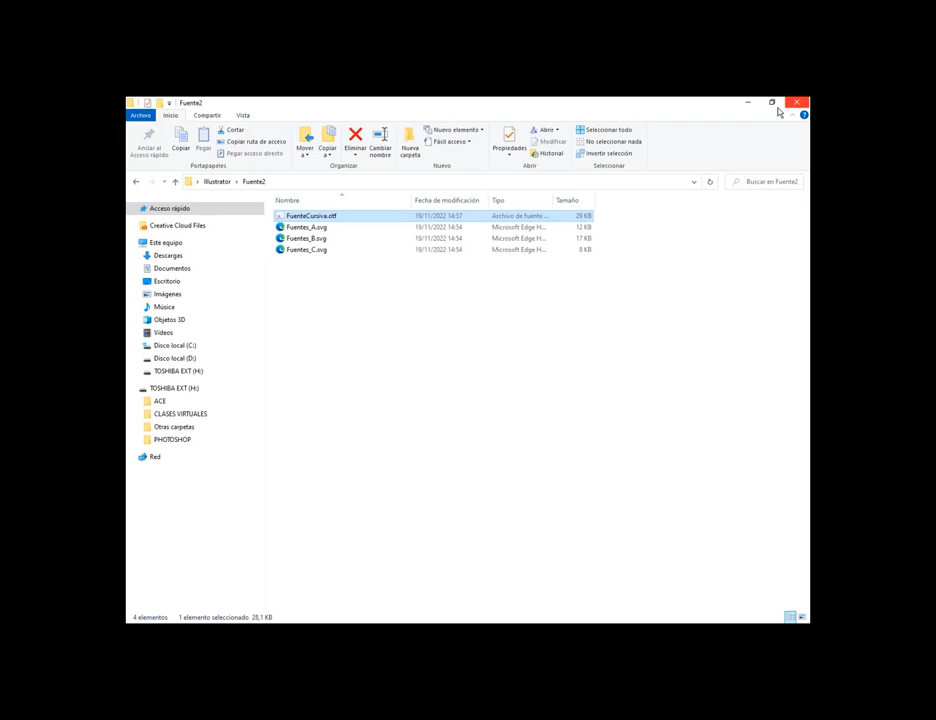 Fuente2
Archivo Inicio Compartir Vista
Anclar al Acceso rápido
Copiar
Pegar
Cortar
Copiar ruta de acceso
Pegar acceso directo
Portapapeles
Mover a
Copiar a
Eliminar
Cambiar nombre
Organizar
Nueva carpeta
Nuevo elemento
Fácil acceso
Nuevo
Propiedades
Abrir
Modificar
Historial
Abrir
Seleccionar todo
No seleccionar nada
Invertir selección
Seleccionar
Illustrator › Fuente2
Buscar en Fuente2
Acceso rápido
Creative Cloud Files
Este equipo
Descargas
Documentos
Escritorio
Imágenes
Música
Objetos 3D
Vídeos
Disco local (C:)
Disco local (D:)
TOSHIBA EXT (H:)
TOSHIBA EXT (H:)
ACE
CLASES VIRTUALES
Otras carpetas
PHOTOSHOP
Red
Nombre Fecha de modificación Tipo Tamaño
FuenteCursiva.otf 19/11/2022 14:57 Archivo de fuente ... 29 KB
Fuentes_A.svg 19/11/2022 14:54 Microsoft Edge H... 12 KB
Fuentes_B.svg 19/11/2022 14:54 Microsoft Edge H... 17 KB
Fuentes_C.svg 19/11/2022 14:54 Microsoft Edge H... 8 KB
4 elementos 1 elemento seleccionado 28,1 KB